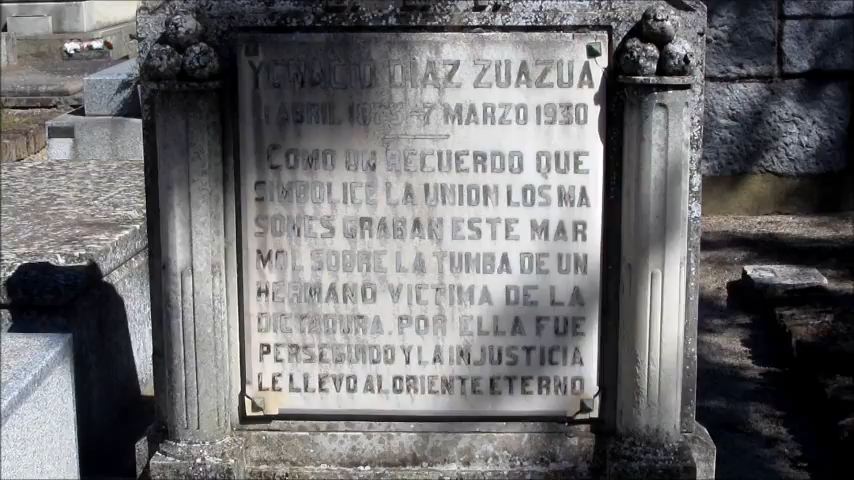 YGNACIO DÍAZ ZUAZUA
1 ABRIL - 7 MARZO 1930
COMO UN RECUERDO QUE
SIMBOLICE LA UNION LOS MA
SONES GRABAN ESTE MAR
MOL SOBRE LA TUMBA DE UN
HERMANO VICTIMA DE LA
DICTADURA. POR ELLA FUE
PERSEGUIDO Y LA INJUSTICIA
LE LLEVO AL ORIENTE ETERNO